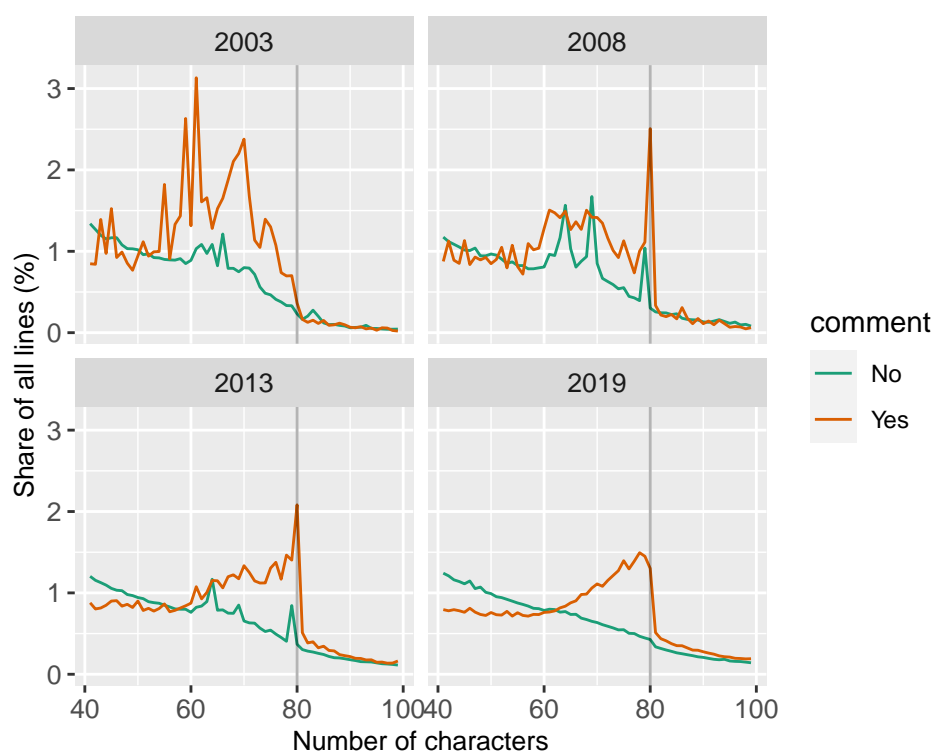 2003 2008
3
2
1
0
2013 2019
3
2
1
0
40 60 80 100 40 60 80 100
Share of all lines (%)
Number of characters
comment
No
Yes